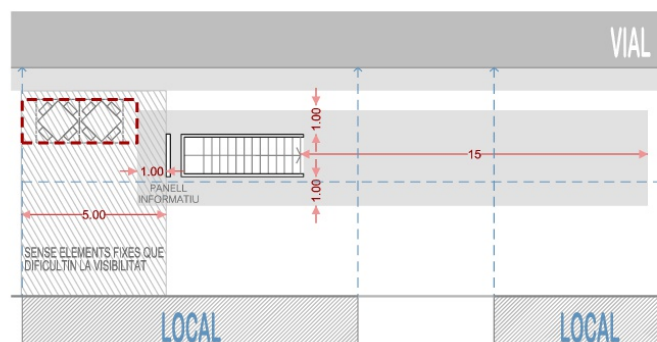 VIAL
1.00
15
1.00
PANELL
INFORMATIU
1.00
5.00
SENSE ELEMENTS FIXES QUE
DIFICULTIN LA VISIBILITAT
LOCAL
LOCAL